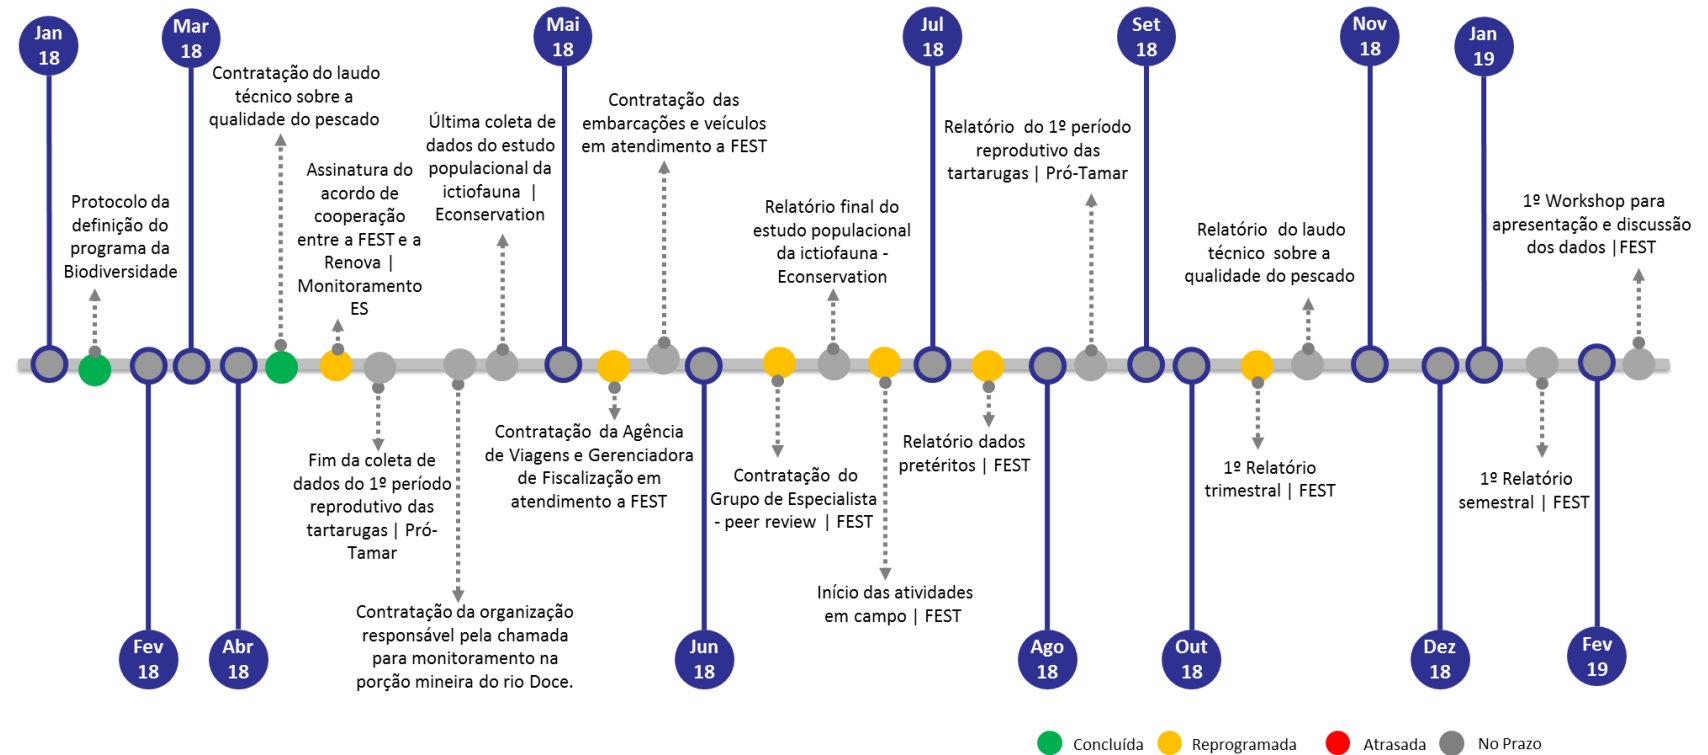 Jan
18
Mar
18
Mai
18
Jul
18
Set
18
Nov
18
Jan
19
Contratação do laudo
técnico sobre a
qualidade do pescado
Protocolo da
definição do
programa da
Biodiversidade
Assinatura do
acordo de
cooperação
entre a FEST e a
Renova |
Monitoramento
ES
Última coleta de
dados do estudo
populacional da
ictiofauna |
Econservation
Contratação das
embarcações e veículos
em atendimento a FEST
Relatório final do
estudo populacional
da ictiofauna -
Econservation
Relatório do 1º período
reprodutivo das
tartarugas | Pró-Tamar
Relatório do laudo
técnico sobre a
qualidade do pescado
1º Workshop para
apresentação e discussão
dos dados |FEST
Fim da coleta de
dados do 1º período
reprodutivo das
tartarugas | Pró-
Tamar
Contratação da organização
responsável pela chamada
para monitoramento na
porção mineira do rio Doce.
Contratação da Agência
de Viagens e Gerenciadora
de Fiscalização em
atendimento a FEST
Contratação do
Grupo de Especialista
- peer review | FEST
Início das atividades
em campo | FEST
Relatório dados
pretéritos | FEST
1º Relatório
trimestral | FEST
1º Relatório
semestral | FEST
Fev
18
Abr
18
Jun
18
Ago
18
Out
18
Dez
18
Fev
19
Concluída
Reprogramada
Atrasada
No Prazo